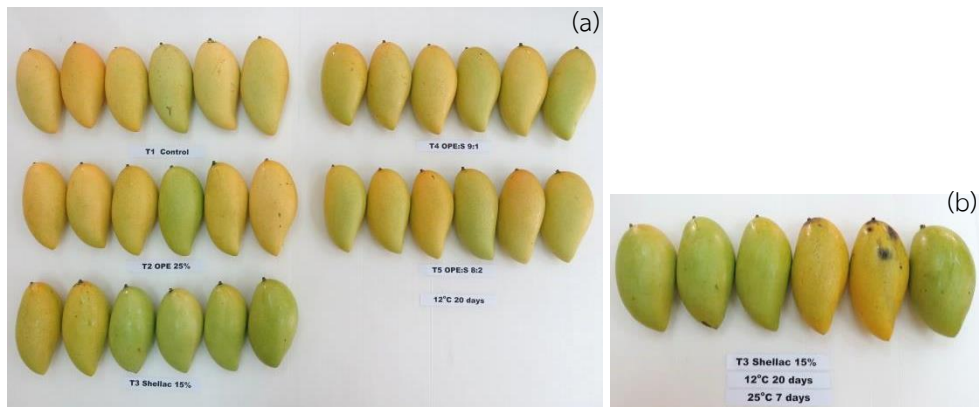 (a)
T1 Control
T4 OPE:S 9:1
T2 OPE 25%
T5 OPE:S 8:2
12°C 20 days
T3 Shellac 15%
(b)
T3 Shellac 15%
12°C 20 days
25°C 7 days